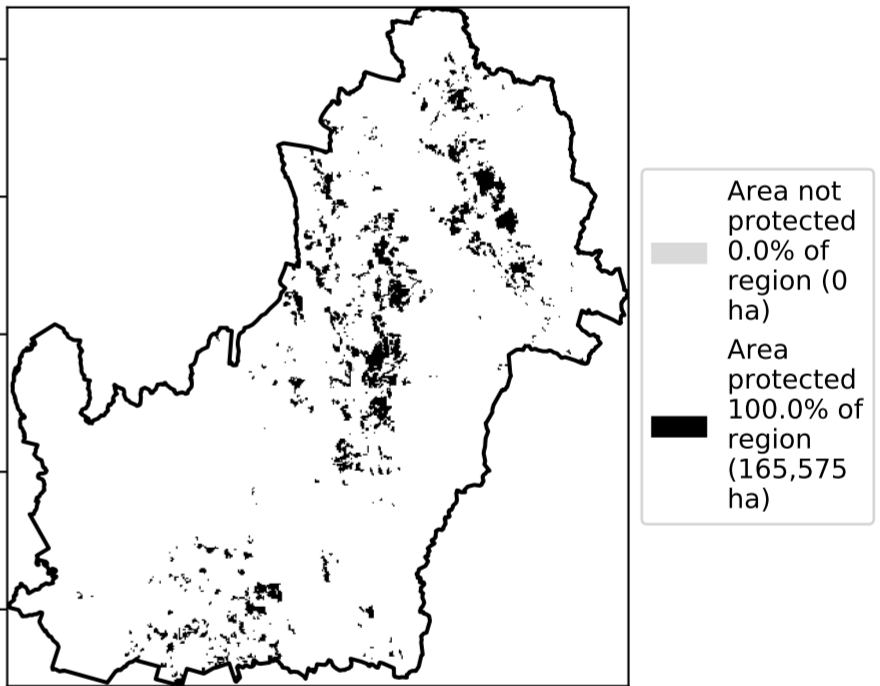 Area not
protected
0.0% of
region (0
ha)
Area
protected
100.0% of
region
(165,575
ha)